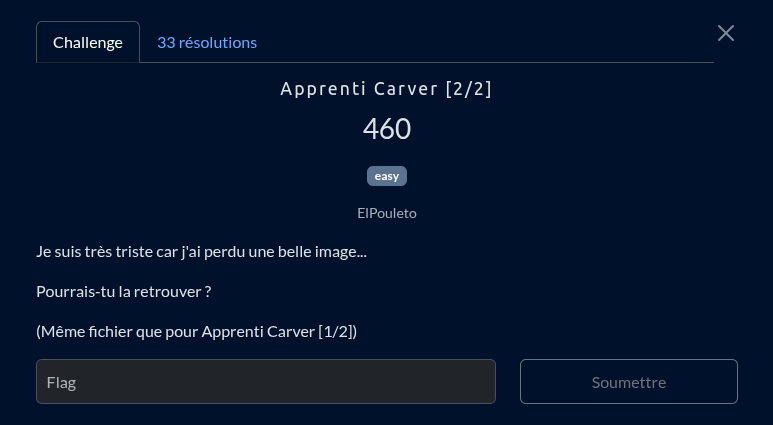 Challenge
33 résolutions
Apprenti Carver [2/2]
460
easy
ElPouleto
Je suis très triste car j'ai perdu une belle image...
Pourrais-tu la retrouver ?
(Même fichier que pour Apprenti Carver [1/2])
Flag
Soumettre